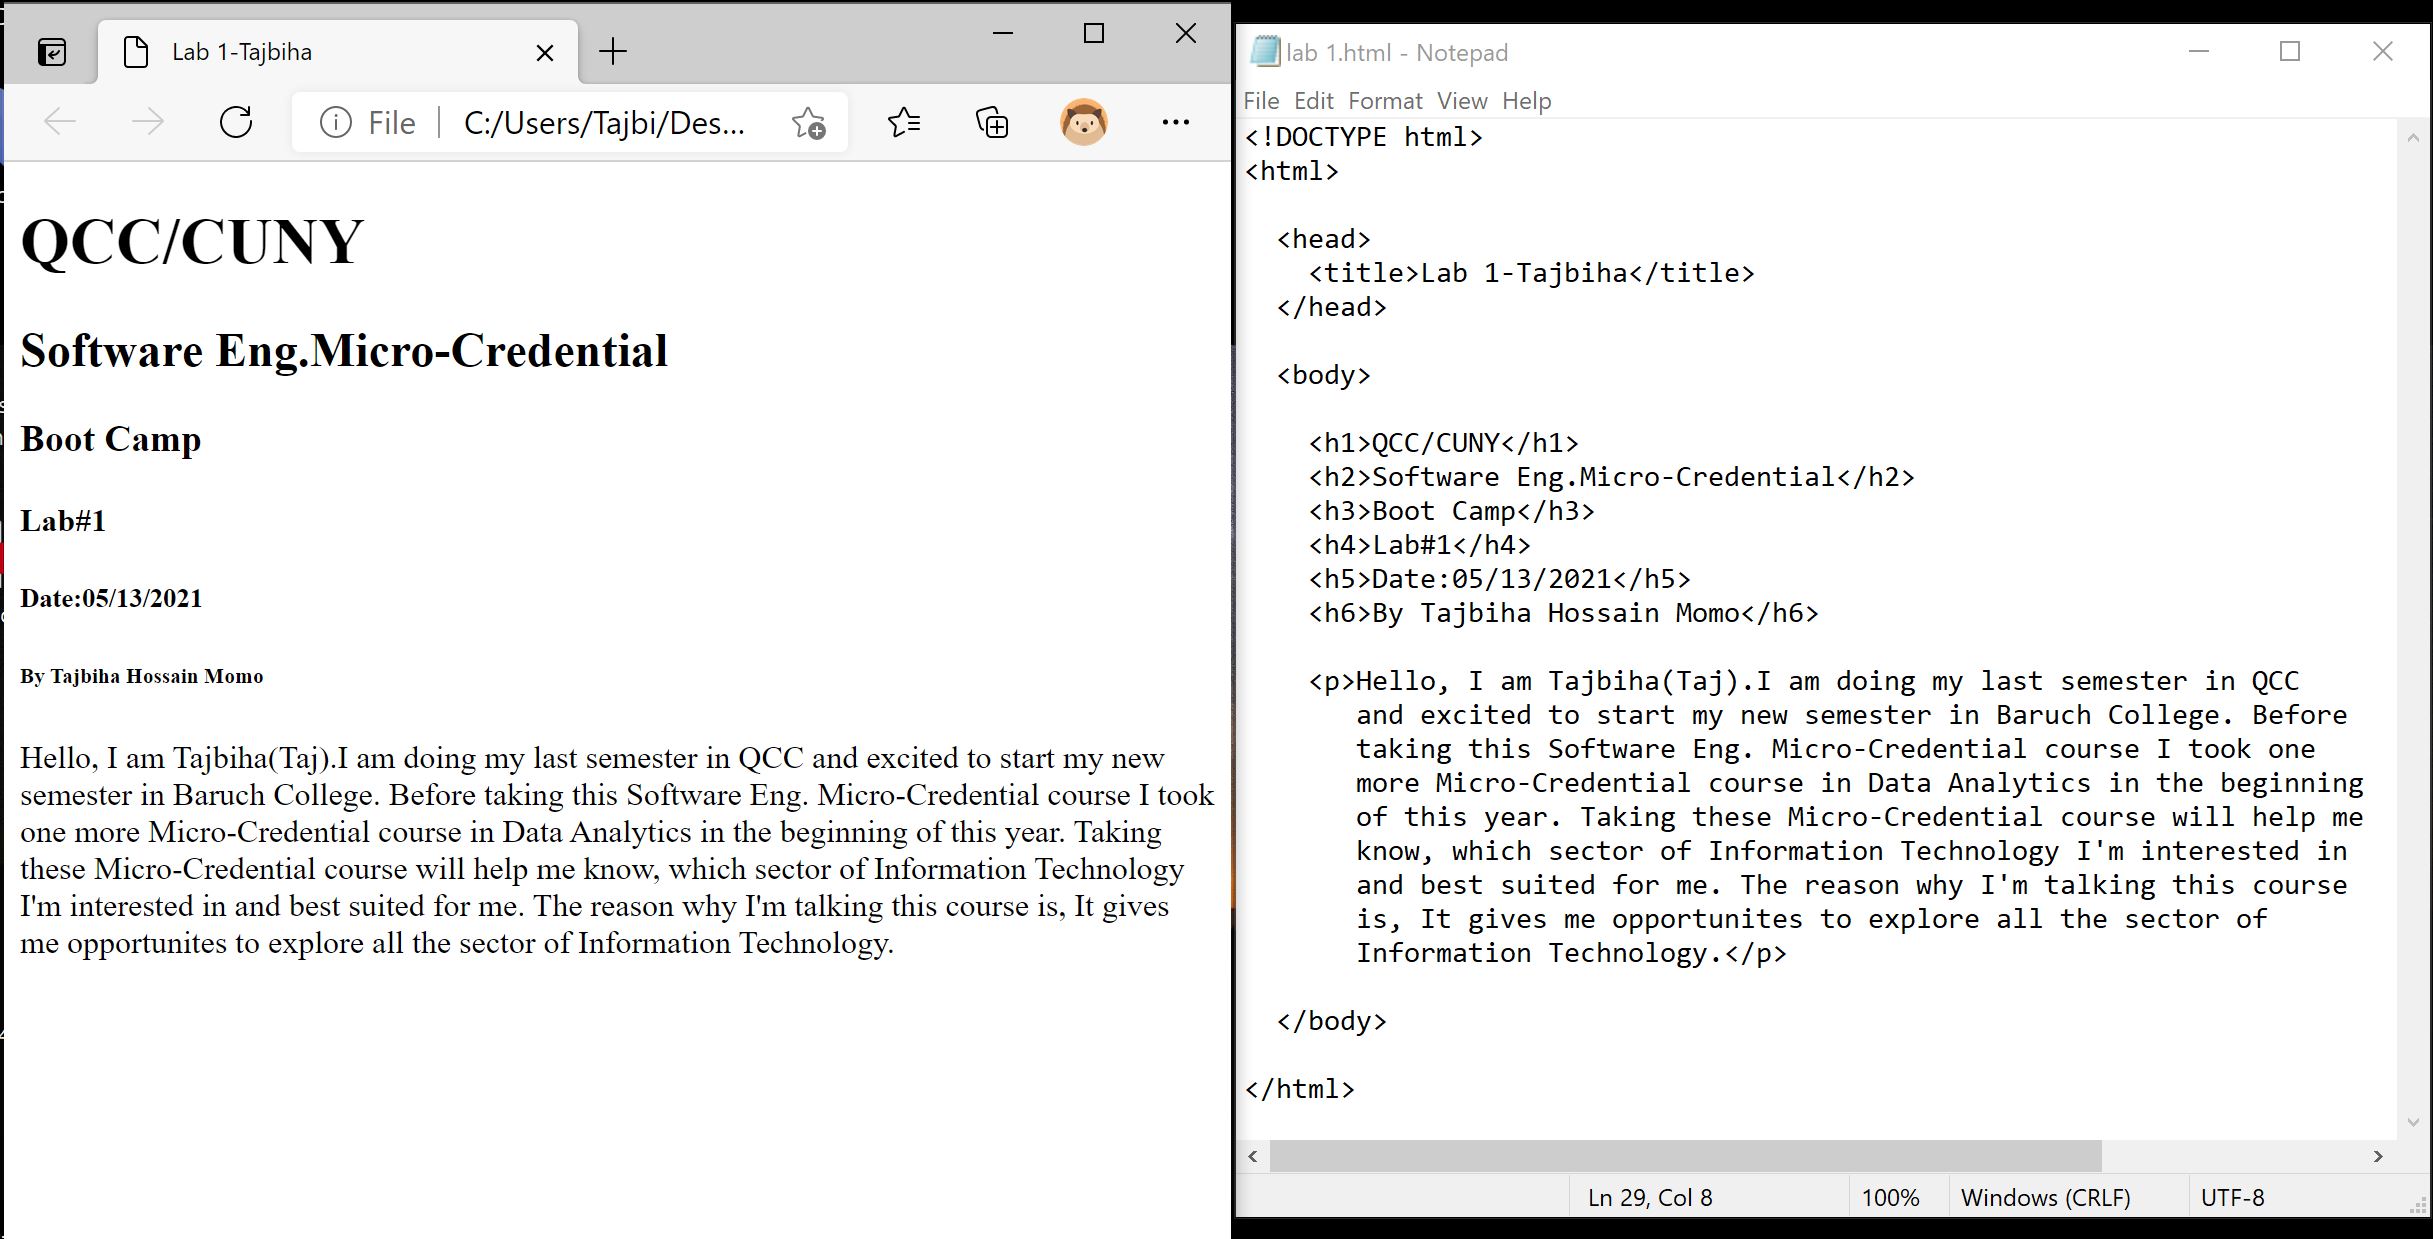 Lab 1-Tajbiha
File
C:/Users/Tajbi/Des...
QCC/CUNY
Software Eng.Micro-Credential
Boot Camp
Lab#1
Date:05/13/2021
By Tajbiha Hossain Momo
Hello, I am Tajbiha(Taj).I am doing my last semester in QCC and excited to start my new
semester in Baruch College. Before taking this Software Eng. Micro-Credential course I took
one more Micro-Credential course in Data Analytics in the beginning of this year. Taking
these Micro-Credential course will help me know, which sector of Information Technology
I'm interested in and best suited for me. The reason why I'm talking this course is, It gives
me opportunites to explore all the sector of Information Technology.
lab 1.html - Notepad
File Edit Format View Help
<!DOCTYPE html>
<html>
<head>
<title>Lab 1-Tajbiha</title>
</head>
<body>
<h1>QCC/CUNY</h1>
<h2>Software Eng.Micro-Credential</h2>
<h3>Boot Camp</h3>
<h4>Lab#1</h4>
<h5>Date:05/13/2021</h5>
<h6>By Tajbiha Hossain Momo</h6>
<p>Hello, I am Tajbiha(Taj).I am doing my last semester in QCC
and excited to start my new semester in Baruch College. Before
taking this Software Eng. Micro-Credential course I took one
more Micro-Credential course in Data Analytics in the beginning
of this year. Taking these Micro-Credential course will help me
know, which sector of Information Technology I'm interested in
and best suited for me. The reason why I'm talking this course
is, It gives me opportunites to explore all the sector of
Information Technology.</p>
</body>
</html>
Ln 29, Col 8
100%
Windows (CRLF)
UTF-8